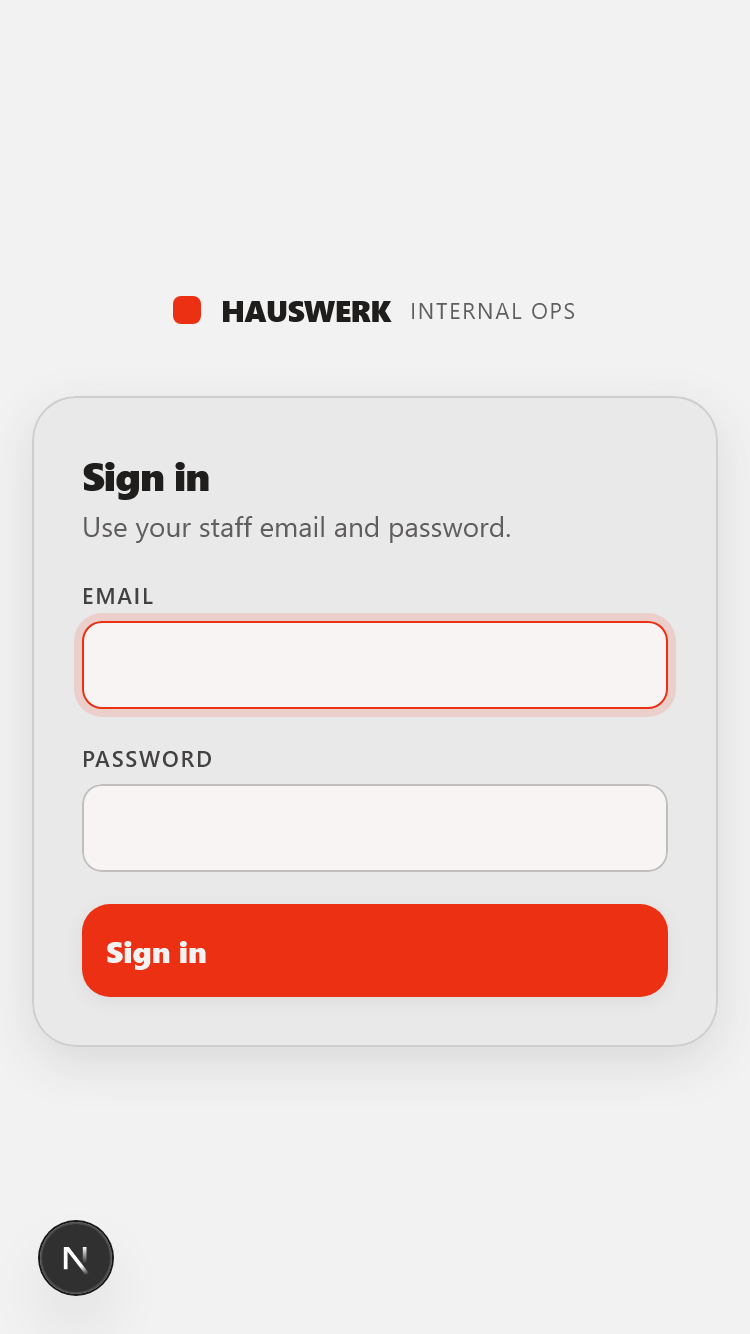 HAUSWERK INTERNAL OPS
Sign in
Use your staff email and password.
EMAIL
PASSWORD
Sign in
N